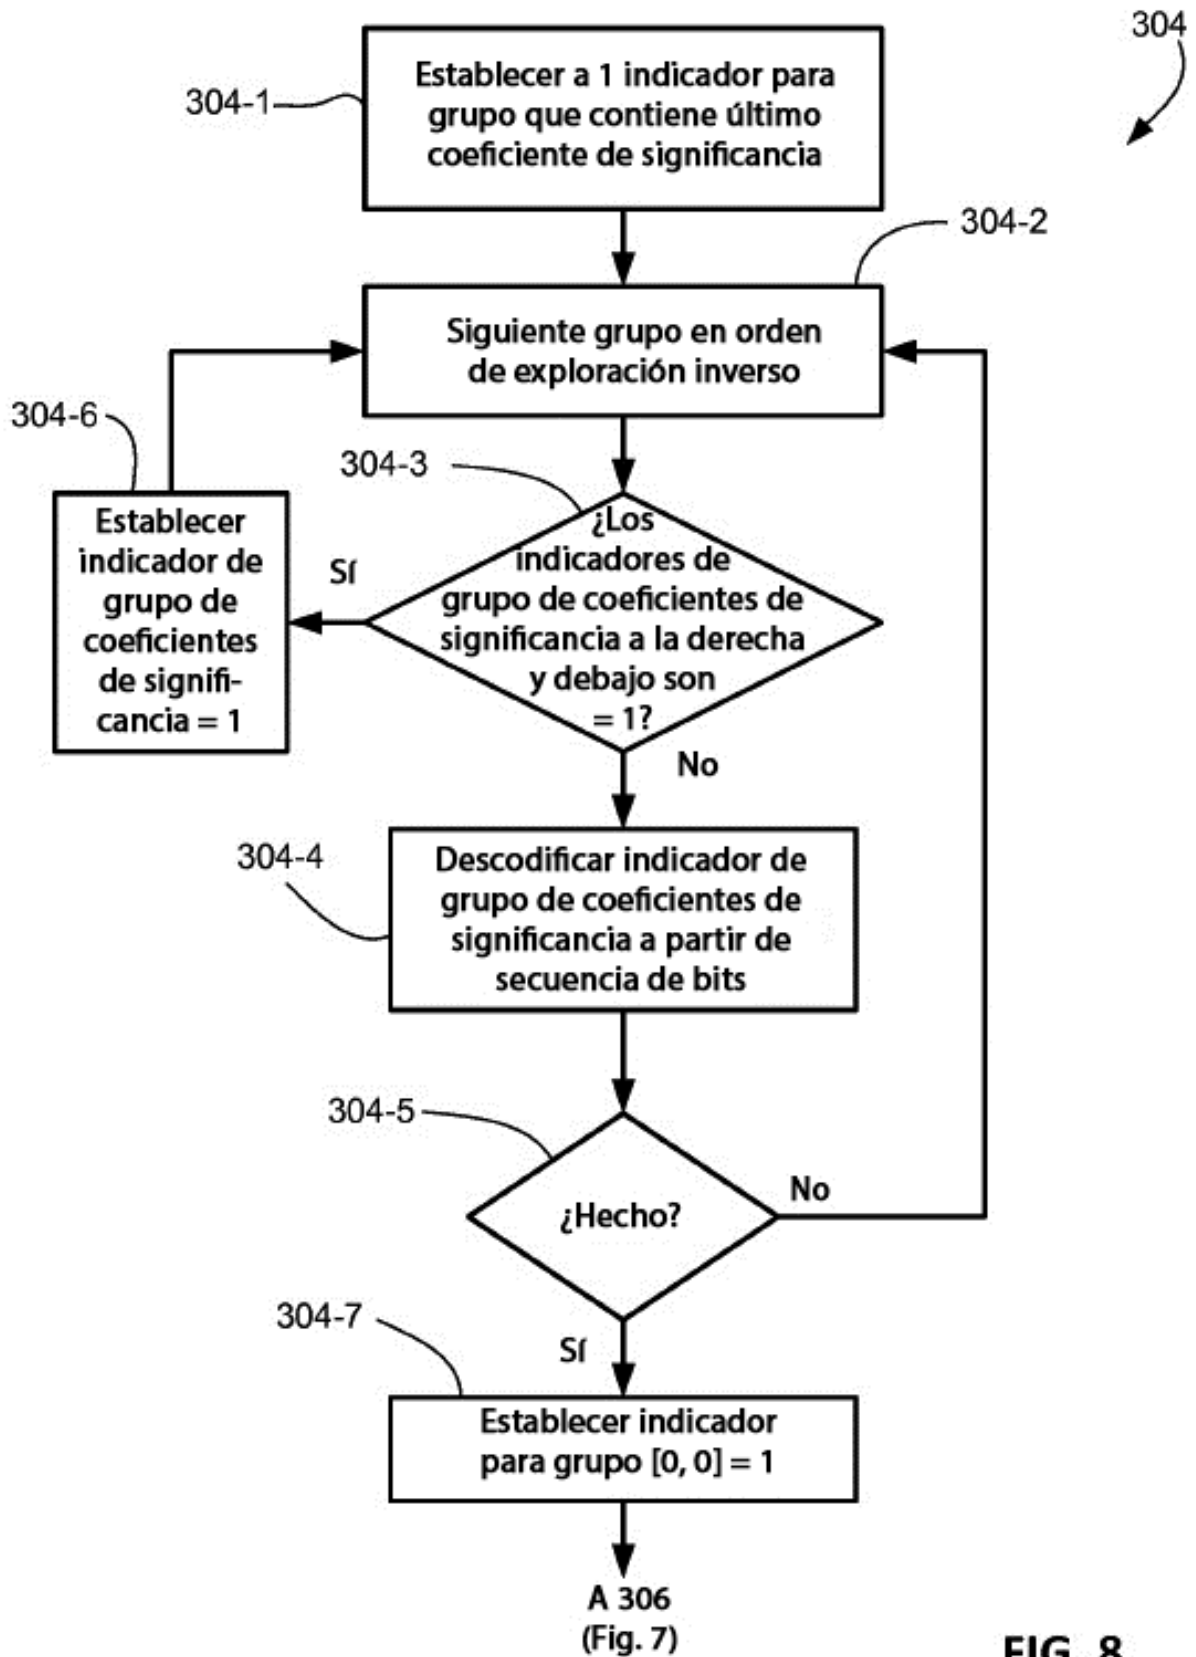 304
304-1
Establecer a 1 indicador para
grupo que contiene último
coeficiente de significancia
304-2
Siguiente grupo en orden
de exploración inverso
304-6
304-3
Establecer
indicador de
grupo de
coeficientes
de signifi-
cancia = 1
Sí
¿Los
indicadores de
grupo de coeficientes de
significancia a la derecha
y debajo son
= 1?
No
304-4
Descodificar indicador de
grupo de coeficientes de
significancia a partir de
secuencia de bits
304-5
¿Hecho?
No
304-7
Sí
Establecer indicador
para grupo [0, 0] = 1
A 306
(Fig. 7)
FIG. 8